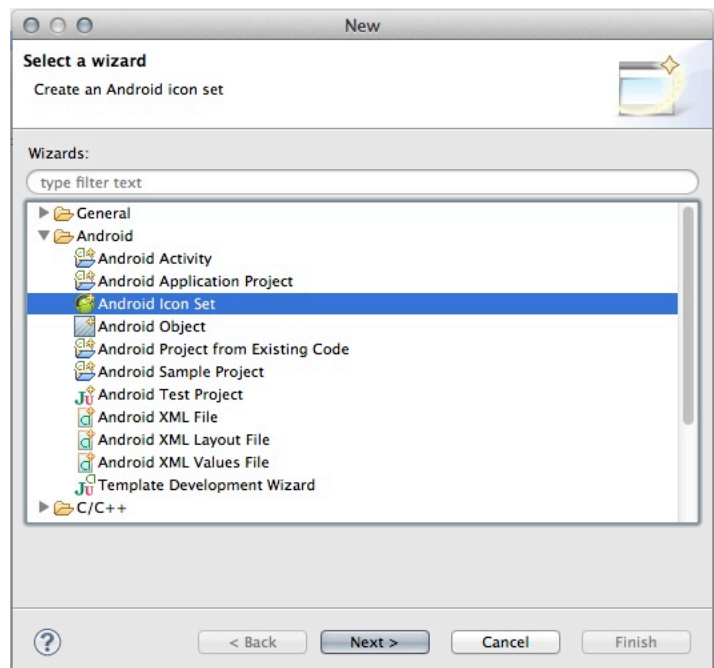 New
Select a wizard
Create an Android icon set
Wizards:
type filter text
General
Android
Android Activity
Android Application Project
Android Icon Set
Android Object
Android Project from Existing Code
Android Sample Project
Android Test Project
Android XML File
Android XML Layout File
Android XML Values File
Template Development Wizard
C/C++
? < Back Next > Cancel Finish